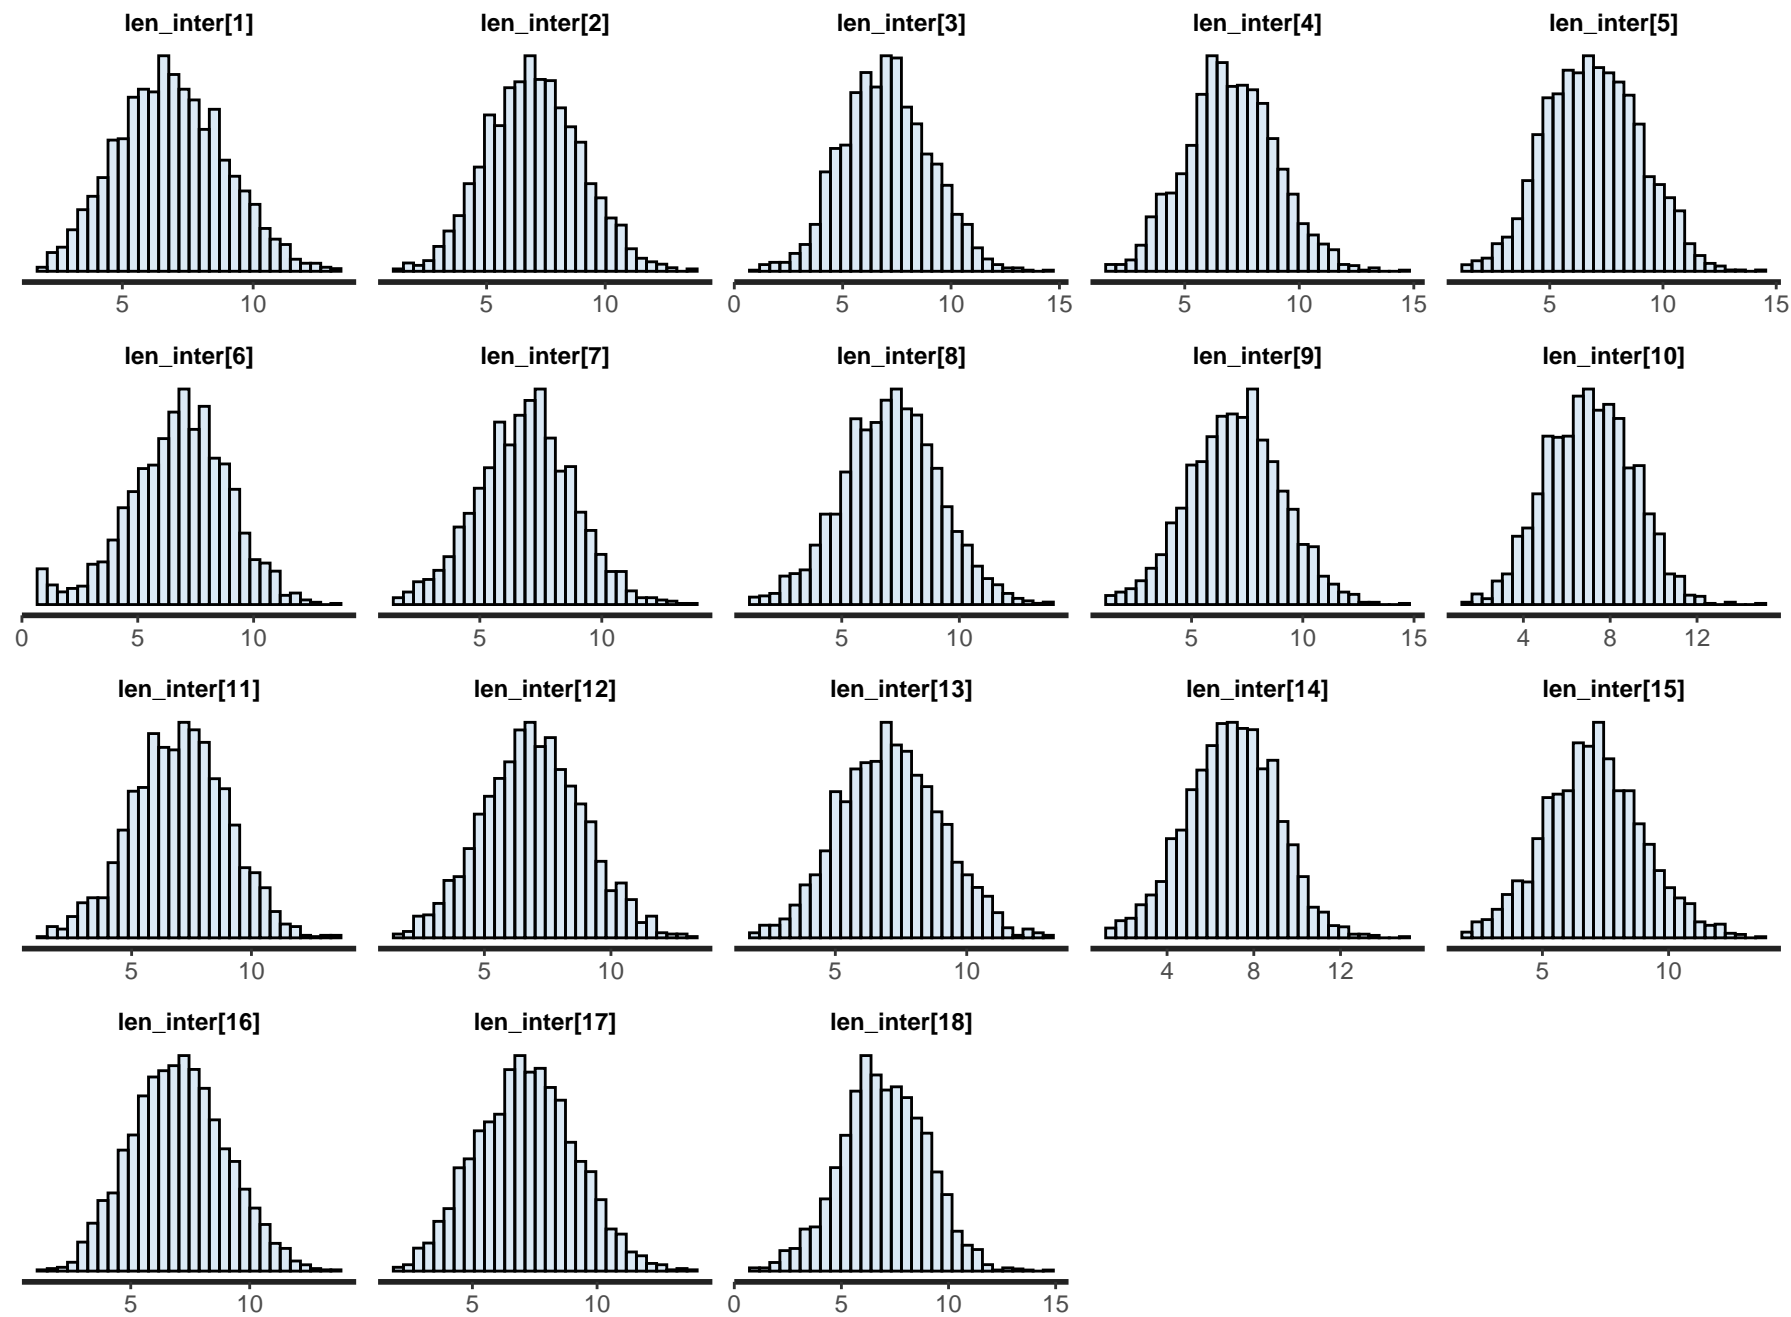 len_inter[1] len_inter[2] len_inter[3] len_inter[4] len_inter[5]
5 10 5 10 0 5 10 15 5 10 15 5 10 15
len_inter[6] len_inter[7] len_inter[8] len_inter[9] len_inter[10]
0 5 10 5 10 5 10 5 10 15 4 8 12
len_inter[11] len_inter[12] len_inter[13] len_inter[14] len_inter[15]
5 10 5 10 5 10 4 8 12 5 10
len_inter[16] len_inter[17] len_inter[18]
5 10 5 10 0 5 10 15